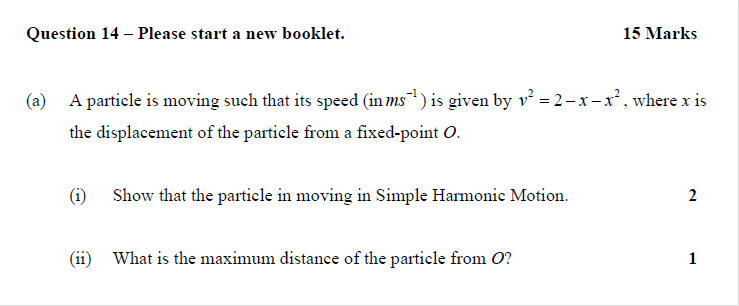 Question 14 – Please start a new booklet. 15 Marks
(a) A particle is moving such that its speed (in ms⁻¹) is given by v² = 2 – x – x², where x is
the displacement of the particle from a fixed-point O.
(i) Show that the particle in moving in Simple Harmonic Motion. 2
(ii) What is the maximum distance of the particle from O? 1